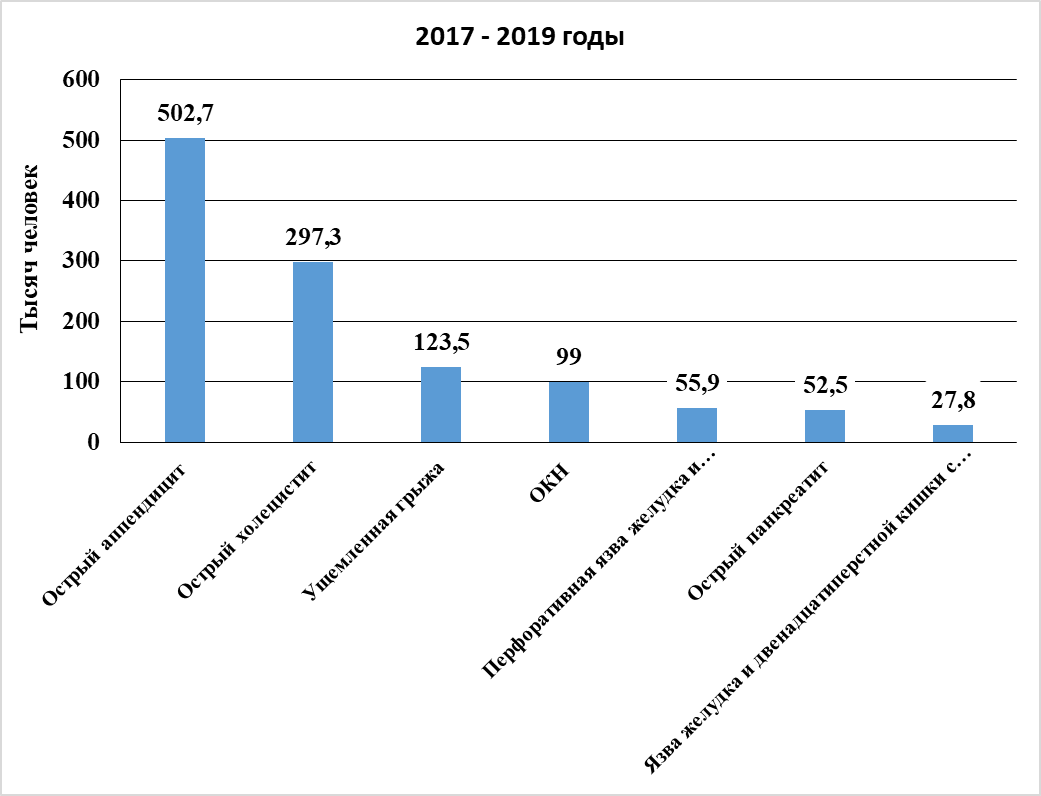 2017 - 2019 годы
Тысяч человек
600
500
400
300
200
100
0
502,7
297,3
123,5
99
55,9
52,5
27,8
Острый аппендицит
Острый холецистит
Ущемленная грыжа
ОКН
Перфоративная язва желудка и…
Острый панкреатит
Язва желудка и двенадцатиперстной кишки с…